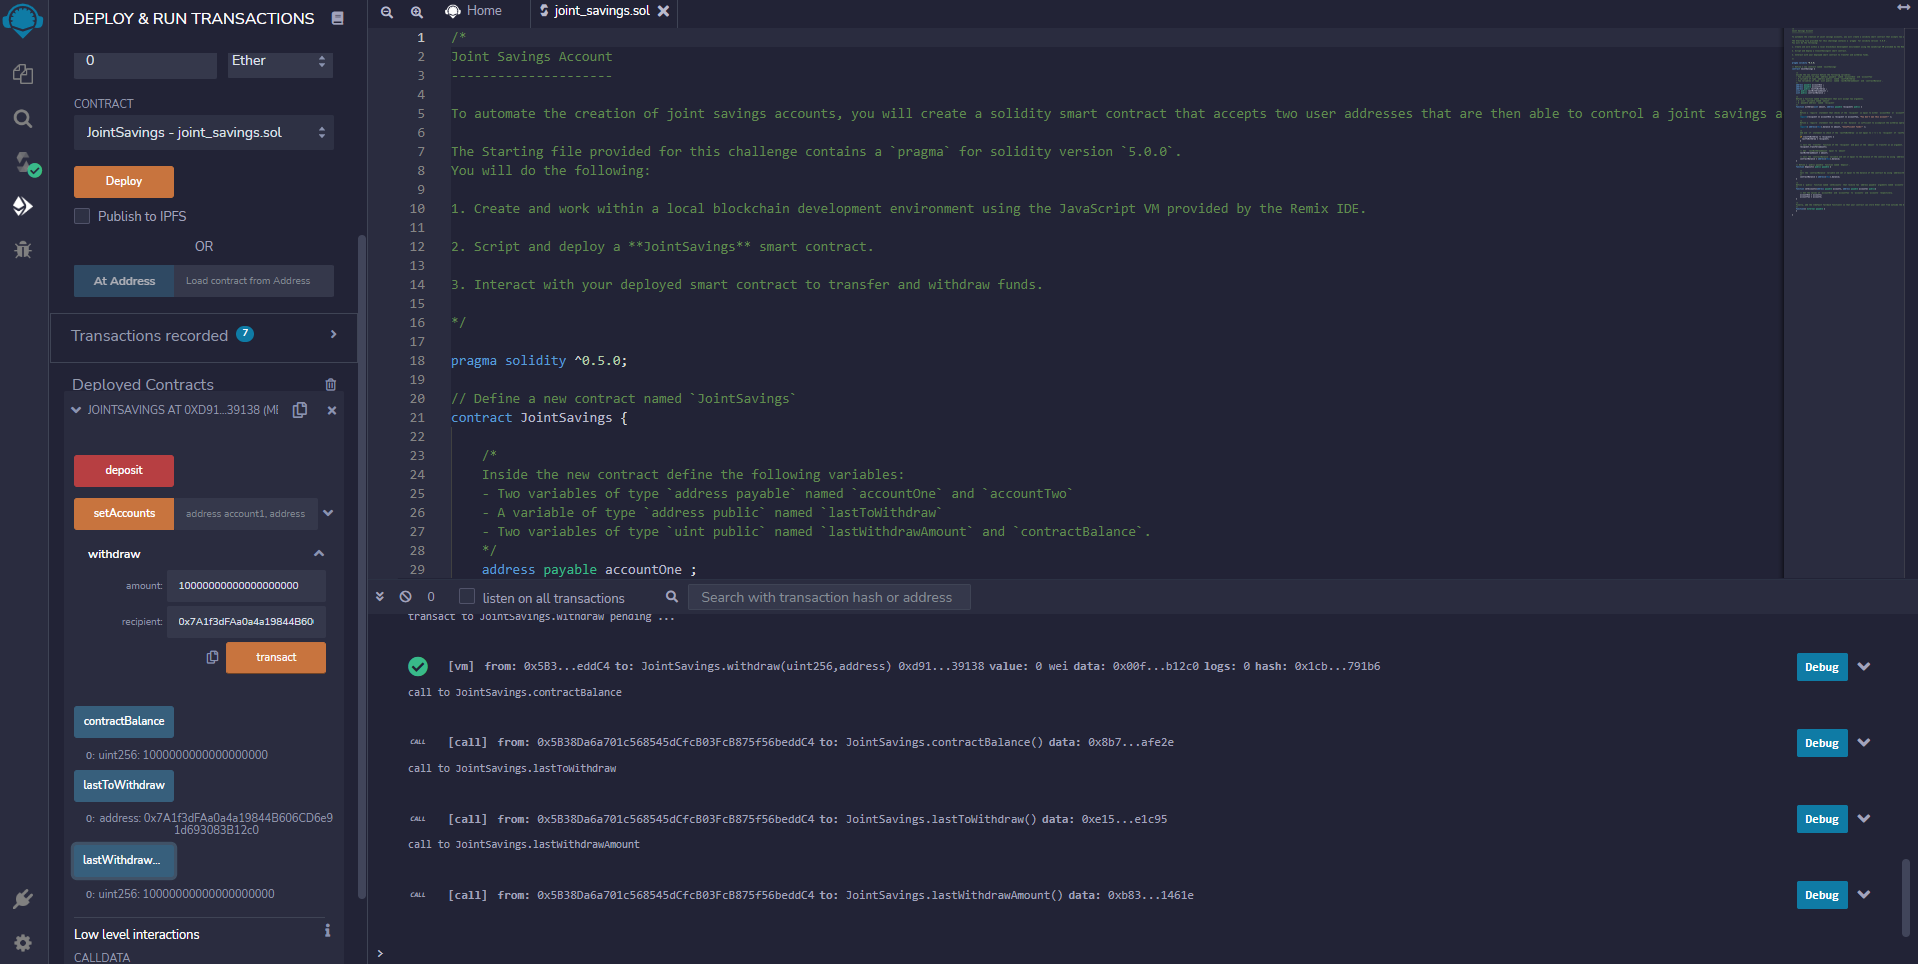 DEPLOY & RUN TRANSACTIONS
0
Ether
CONTRACT
JointSavings - joint_savings.sol
Deploy
Publish to IPFS
OR
At Address
Load contract from Address
Transactions recorded 7
Deployed Contracts
JOINTSAVINGS AT 0XD91...39138 (ME
deposit
setAccounts
address account1, address
withdraw
amount:
10000000000000000000
recipient:
0x7A1f3dFAa0a4a19844B60
transact
contractBalance
0: uint256: 1000000000000000000
lastToWithdraw
0: address: 0x7A1f3dFAa0a4a19844B606CD6e9
1d693083B12c0
lastWithdraw...
0: uint256: 10000000000000000000
Low level interactions
CALLDATA
Home
joint_savings.sol
1 /*
2 Joint Savings Account
3 ---------------------
4
5 To automate the creation of joint savings accounts, you will create a solidity smart contract that accepts two user addresses that are then able to control a joint savings a
6
7 The Starting file provided for this challenge contains a `pragma` for solidity version `5.0.0`.
8 You will do the following:
9
10 1. Create and work within a local blockchain development environment using the JavaScript VM provided by the Remix IDE.
11
12 2. Script and deploy a **JointSavings** smart contract.
13
14 3. Interact with your deployed smart contract to transfer and withdraw funds.
15
16 */
17
18 pragma solidity ^0.5.0;
19
20 // Define a new contract named `JointSavings`
21 contract JointSavings {
22
23 /*
24 Inside the new contract define the following variables:
25 - Two variables of type `address payable` named `accountOne` and `accountTwo`
26 - A variable of type `address public` named `lastToWithdraw`
27 - Two variables of type `uint public` named `lastWithdrawAmount` and `contractBalance`.
28 */
29 address payable accountOne ;
0
listen on all transactions
Search with transaction hash or address
transact to JointSavings.withdraw pending ...
[vm] from: 0x5B3...eddC4 to: JointSavings.withdraw(uint256,address) 0xd91...39138 value: 0 wei data: 0x00f...b12c0 logs: 0 hash: 0x1cb...791b6
Debug
call to JointSavings.contractBalance
CALL [call] from: 0x5B38Da6a701c568545dCfcB03FcB875f56beddC4 to: JointSavings.contractBalance() data: 0x8b7...afe2e
Debug
call to JointSavings.lastToWithdraw
CALL [call] from: 0x5B38Da6a701c568545dCfcB03FcB875f56beddC4 to: JointSavings.lastToWithdraw() data: 0xe15...e1c95
Debug
call to JointSavings.lastWithdrawAmount
CALL [call] from: 0x5B38Da6a701c568545dCfcB03FcB875f56beddC4 to: JointSavings.lastWithdrawAmount() data: 0xb83...1461e
Debug
>